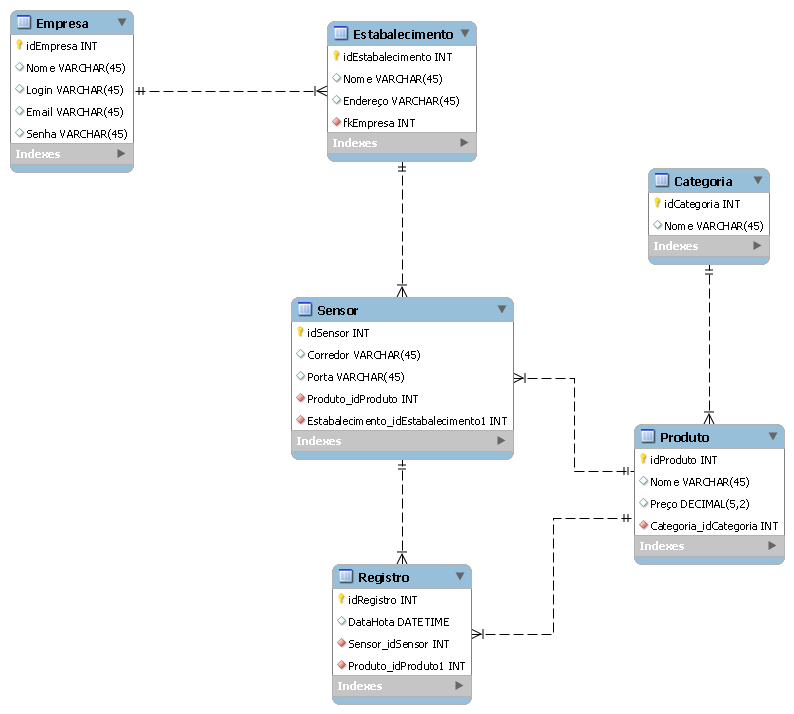 Empresa
idEmpresa INT
Nome VARCHAR(45)
Login VARCHAR(45)
Email VARCHAR(45)
Senha VARCHAR(45)
Indexes
Estabalecimento
idEstabalecimento INT
Nome VARCHAR(45)
Endereço VARCHAR(45)
fkEmpresa INT
Indexes
Categoria
idCategoria INT
Nome VARCHAR(45)
Indexes
Sensor
idSensor INT
Corredor VARCHAR(45)
Porta VARCHAR(45)
Produto_idProduto INT
Estabalecimento_idEstabalecimento1 INT
Indexes
Produto
idProduto INT
Nome VARCHAR(45)
Preço DECIMAL(5,2)
Categoria_idCategoria INT
Indexes
Registro
idRegistro INT
DataHota DATETIME
Sensor_idSensor INT
Produto_idProduto1 INT
Indexes